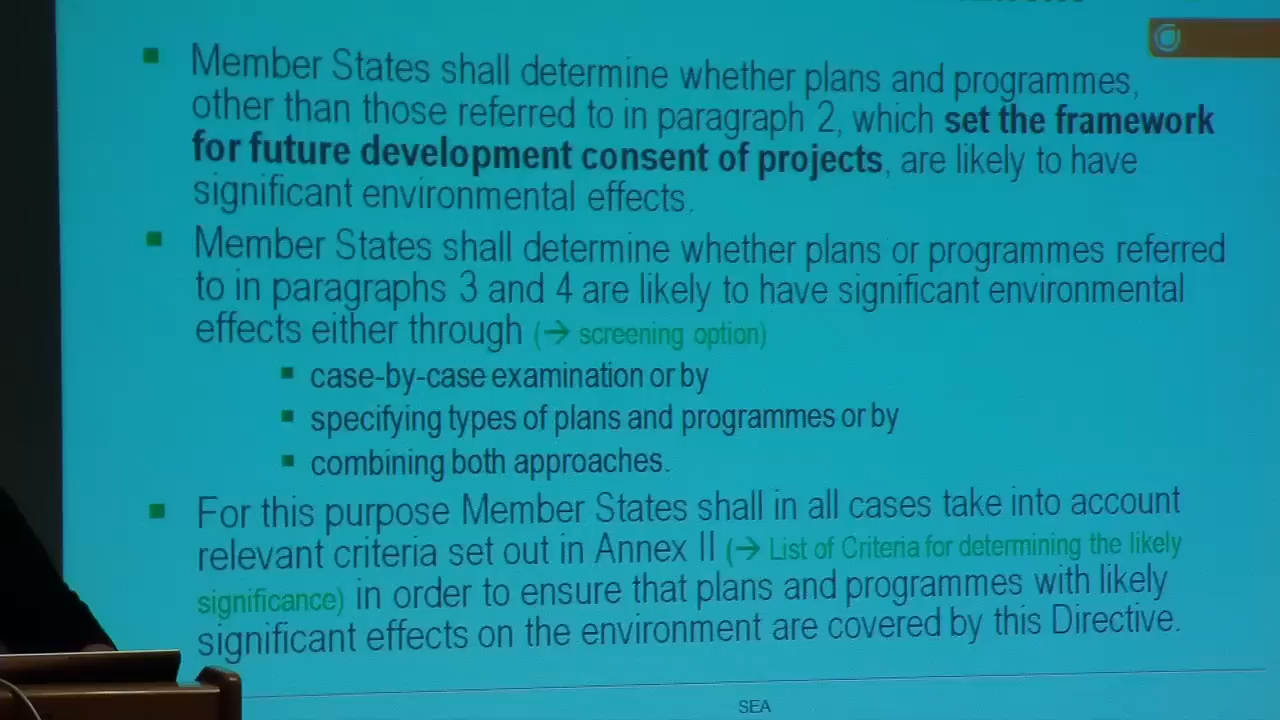 Member States shall determine whether plans and programmes,
other than those referred to in paragraph 2, which set the framework
for future development consent of projects, are likely to have
significant environmental effects.
Member States shall determine whether plans or programmes referred
to in paragraphs 3 and 4 are likely to have significant environmental
effects either through (→ screening option)
case-by-case examination or by
specifying types of plans and programmes or by
combining both approaches.
For this purpose Member States shall in all cases take into account
relevant criteria set out in Annex II (→ List of Criteria for determining the likely
significance) in order to ensure that plans and programmes with likely
significant effects on the environment are covered by this Directive.
SEA